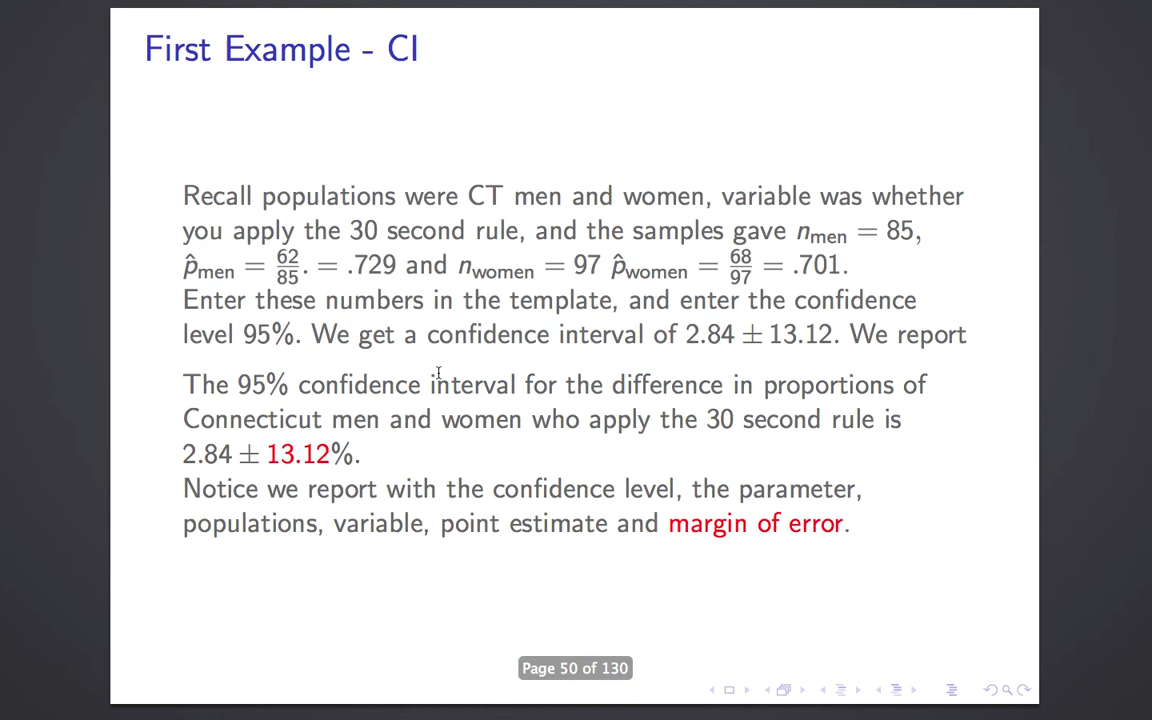 First Example - CI
Recall populations were CT men and women, variable was whether
you apply the 30 second rule, and the samples gave n_men = 85,
p̂_men = 62/85. = .729 and n_women = 97 p̂_women = 68/97 = .701.
Enter these numbers in the template, and enter the confidence
level 95%. We get a confidence interval of 2.84 ± 13.12. We report
The 95% confidence interval for the difference in proportions of
Connecticut men and women who apply the 30 second rule is
2.84 ± 13.12%.
Notice we report with the confidence level, the parameter,
populations, variable, point estimate and margin of error.
Page 50 of 130